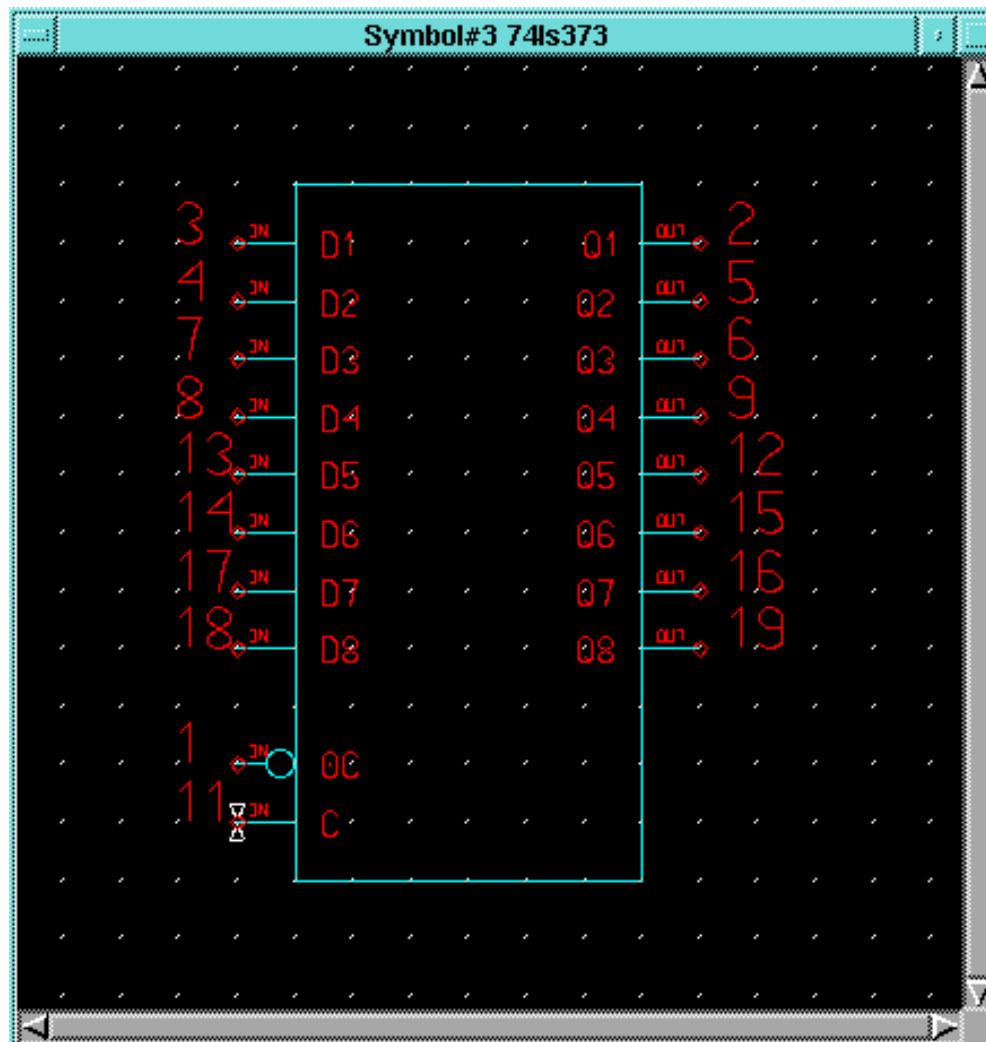 Symbol#3 74ls373
3 IN D1 Q1 OUT 2
4 IN D2 Q2 OUT 5
7 IN D3 Q3 OUT 6
8 IN D4 Q4 OUT 9
13 IN D5 Q5 OUT 12
14 IN D6 Q6 OUT 15
17 IN D7 Q7 OUT 16
18 IN D8 Q8 OUT 19
1 IN OC
11 IN C